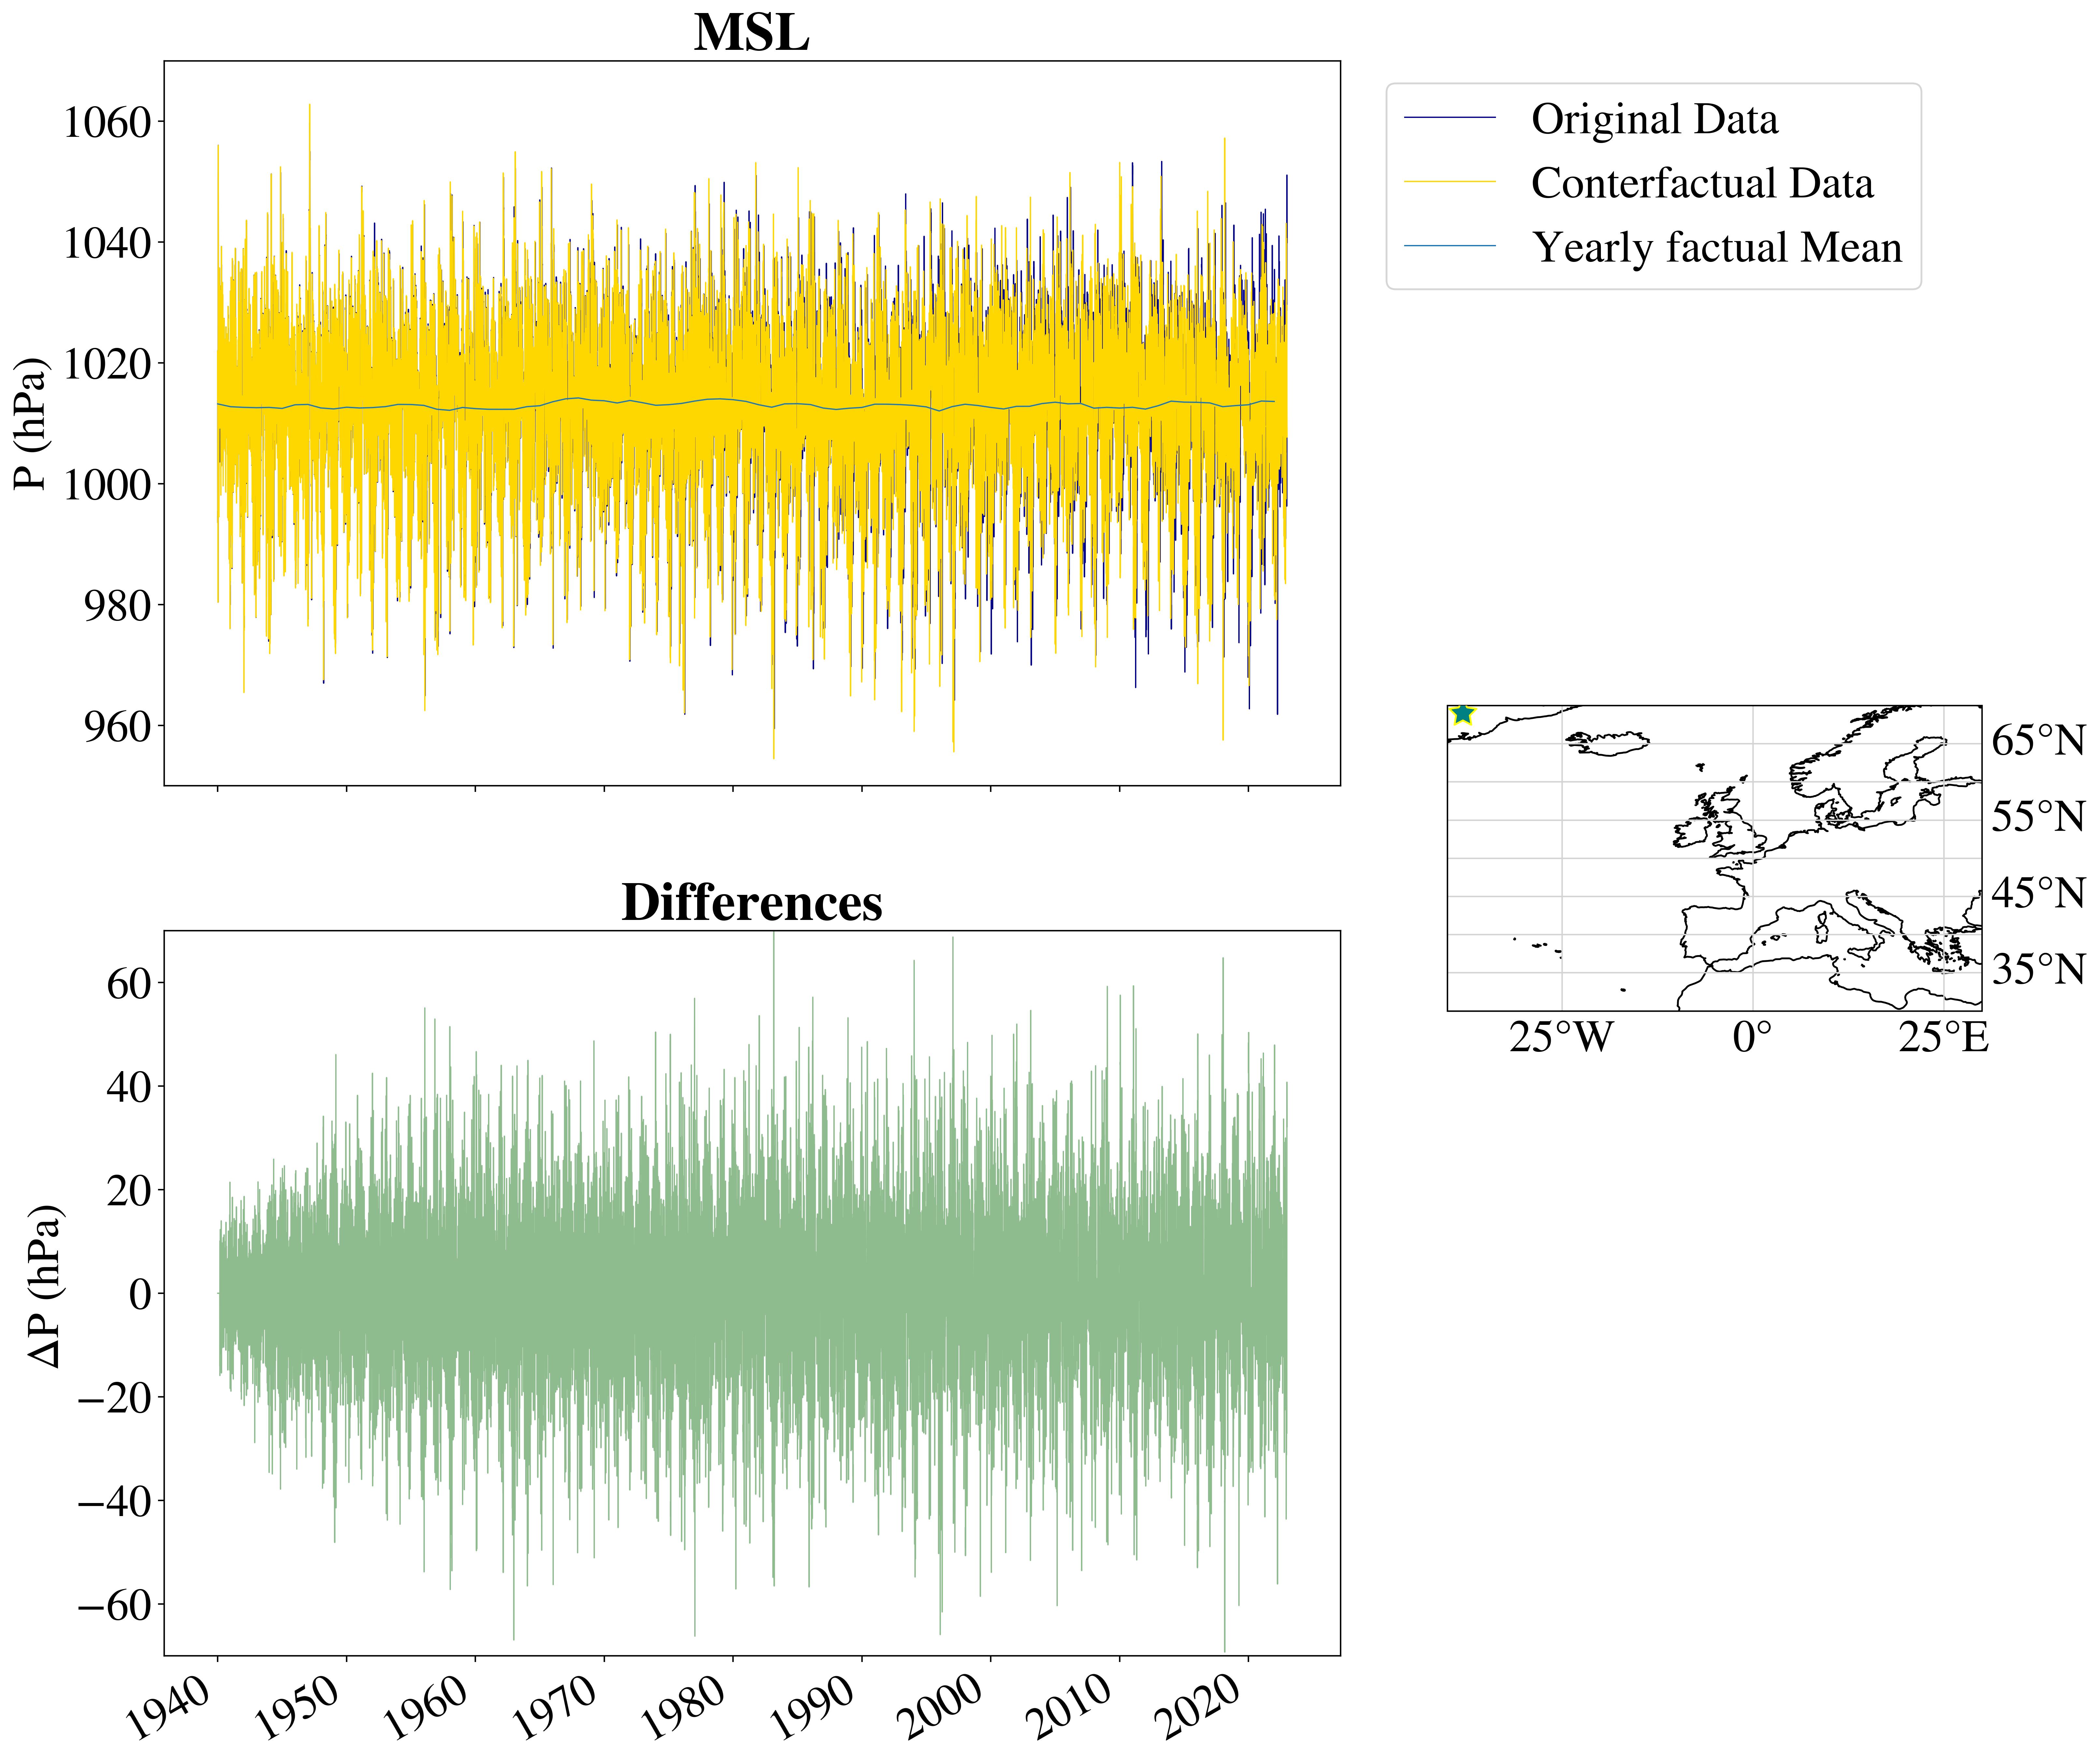 MSL
1060
1040
1020
1000
980
960
P (hPa)
Original Data
Conterfactual Data
Yearly factual Mean
65°N
55°N
45°N
35°N
25°W 0° 25°E
Differences
60
40
20
0
−20
−40
−60
ΔP (hPa)
1940 1950 1960 1970 1980 1990 2000 2010 2020